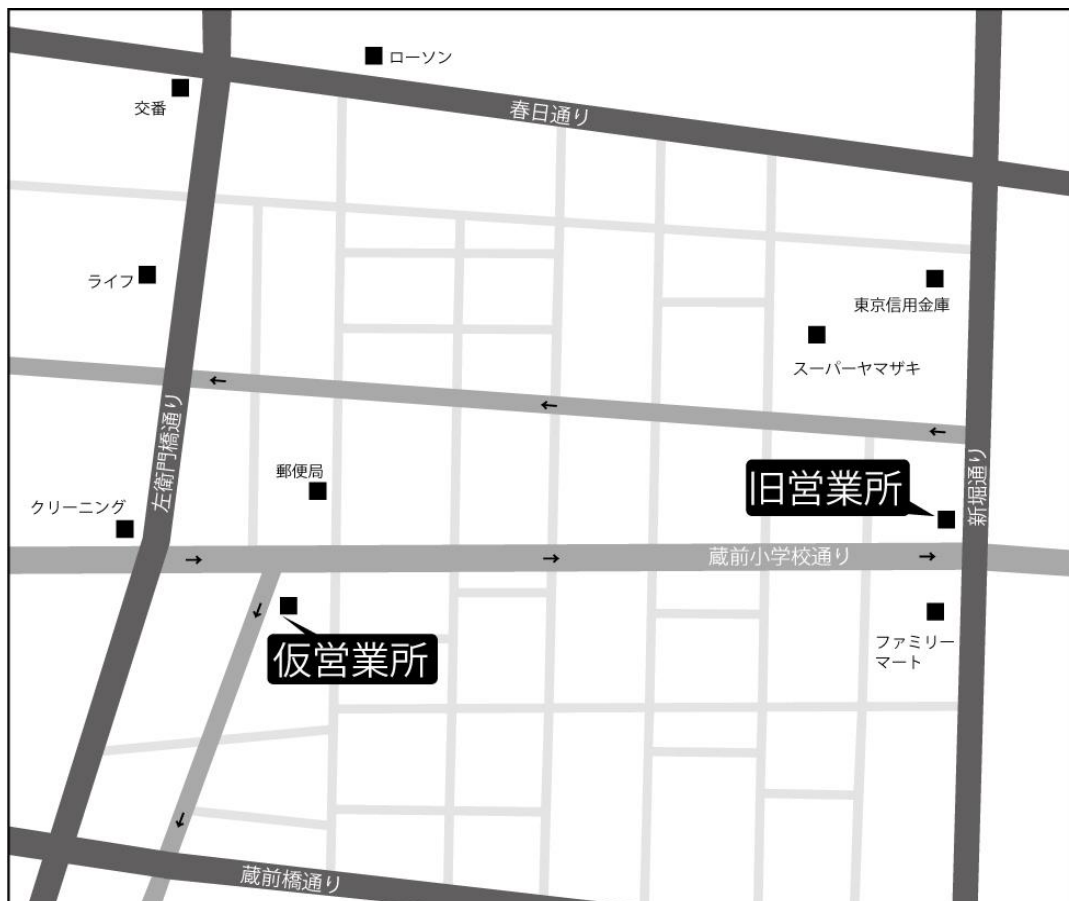 ローソン
交番
春日通り
ライフ
東京信用金庫
スーパーヤマザキ
左衛門橋通り
郵便局
旧営業所
新堀通り
クリーニング
蔵前小学校通り
仮営業所
ファミリー
マート
蔵前橋通り